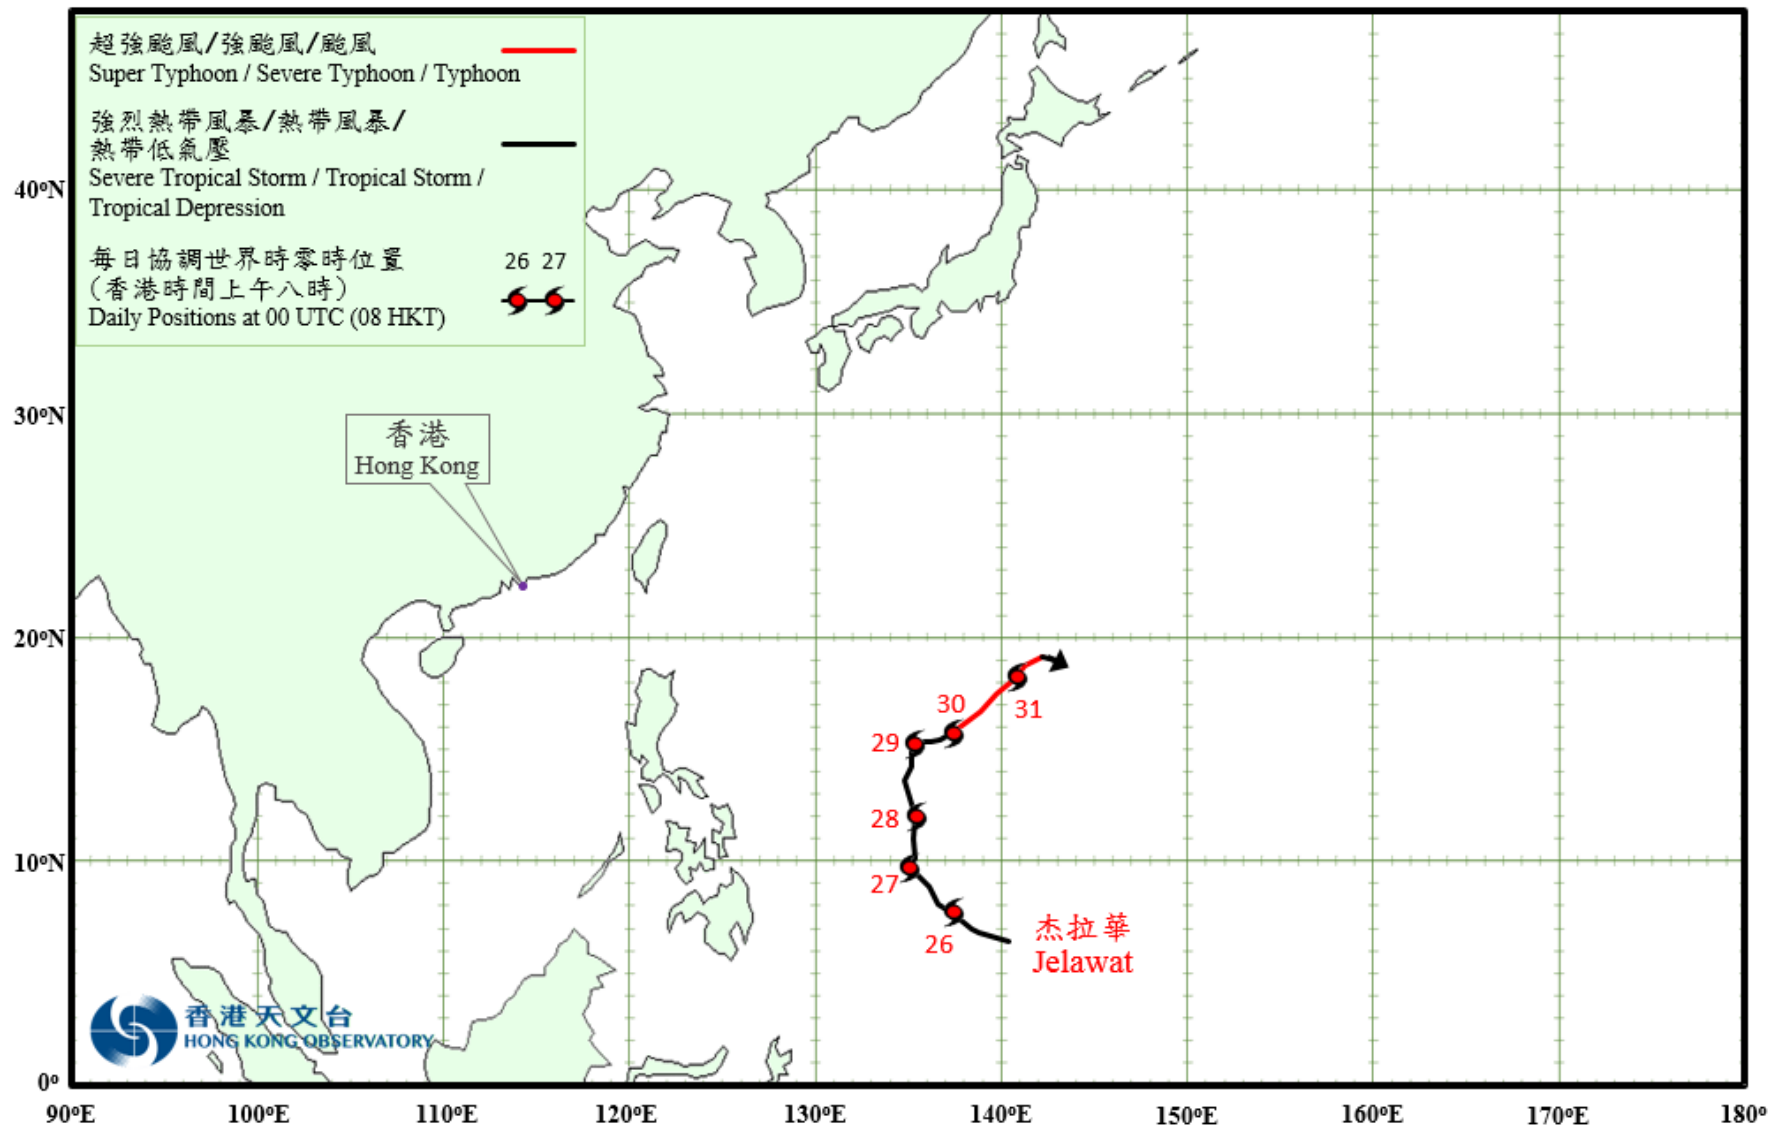 超強颱風/強颱風/颱風
Super Typhoon / Severe Typhoon / Typhoon
強烈熱帶風暴/熱帶風暴/
熱帶低氣壓
Severe Tropical Storm / Tropical Storm /
Tropical Depression
每日協調世界時零時位置
(香港時間上午八時)
Daily Positions at 00 UTC (08 HKT)
26 27
40°N
30°N
香港
Hong Kong
20°N
30
31
29
28
10°N
27
26
杰拉華
Jelawat
香港天文台
HONG KONG OBSERVATORY
0°
90°E 100°E 110°E 120°E 130°E 140°E 150°E 160°E 170°E 180°